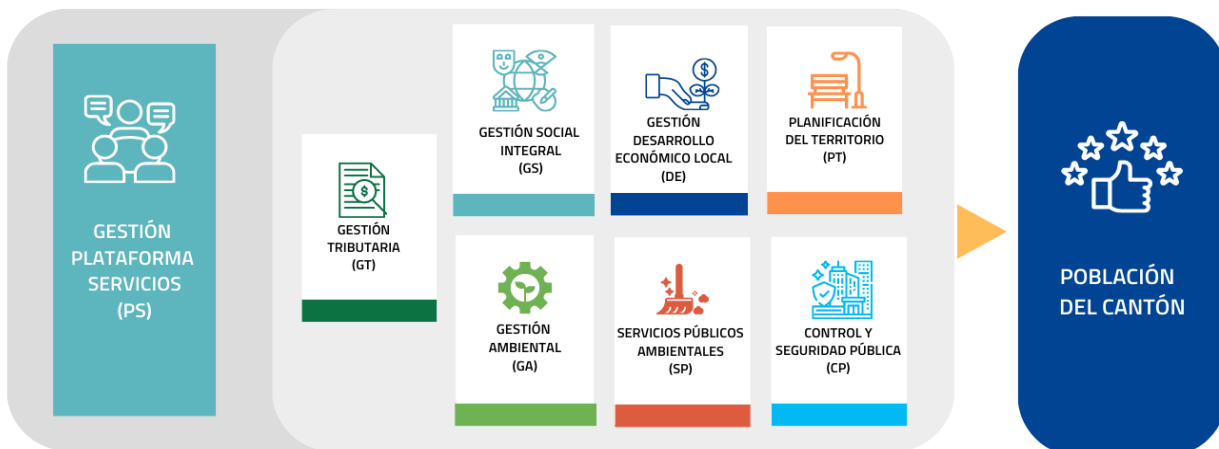 GESTIÓN
PLATAFORMA
SERVICIOS
(PS)
GESTIÓN
TRIBUTARIA
(GT)
GESTIÓN SOCIAL
INTEGRAL
(GS)
GESTIÓN
DESARROLLO
ECONÓMICO LOCAL
(DE)
PLANIFICACIÓN
DEL TERRITORIO
(PT)
GESTIÓN
AMBIENTAL
(GA)
SERVICIOS PÚBLICOS
AMBIENTALES
(SP)
CONTROL Y
SEGURIDAD PÚBLICA
(CP)
POBLACIÓN
DEL CANTÓN